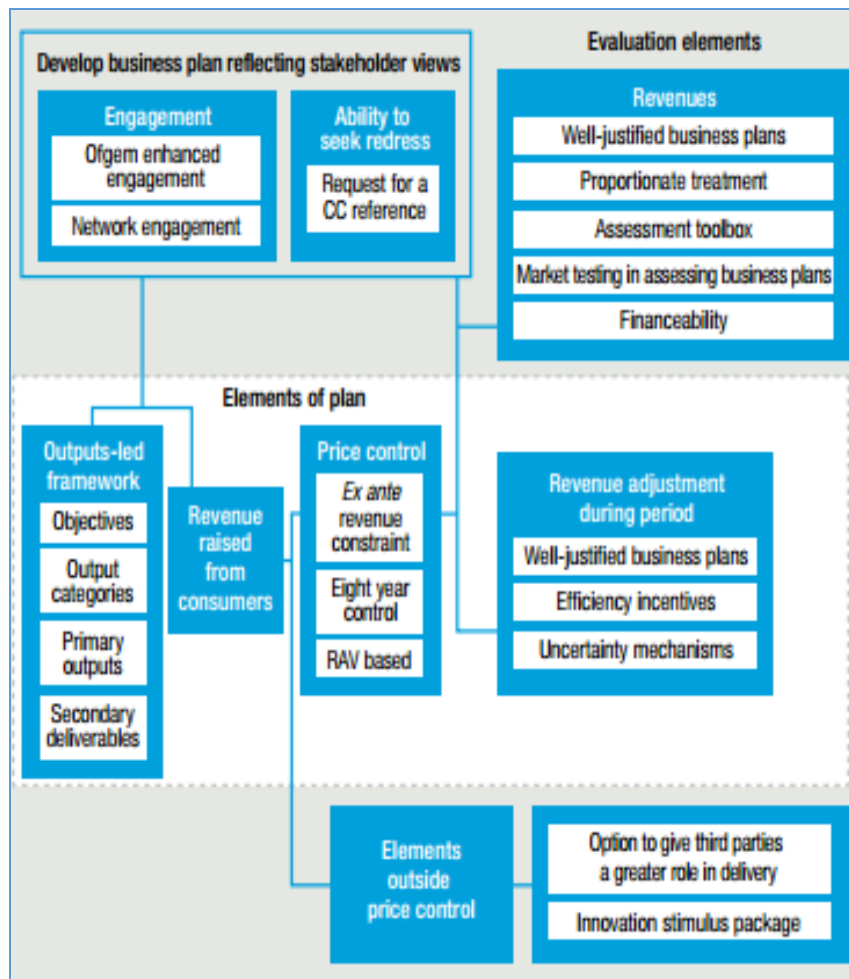 Develop business plan reflecting stakeholder views
Engagement
Ofgem enhanced
engagement
Network engagement
Ability to
seek redress
Request for a
CC reference
Evaluation elements
Revenues
Well-justified business plans
Proportionate treatment
Assessment toolbox
Market testing in assessing business plans
Financeability
Elements of plan
Outputs-led
framework
Objectives
Output
categories
Primary
outputs
Secondary
deliverables
Revenue
raised
from
consumers
Price control
Ex ante
revenue
constraint
Eight year
control
RAV based
Revenue adjustment
during period
Well-justified business plans
Efficiency incentives
Uncertainty mechanisms
Elements
outside
price control
Option to give third parties
a greater role in delivery
Innovation stimulus package